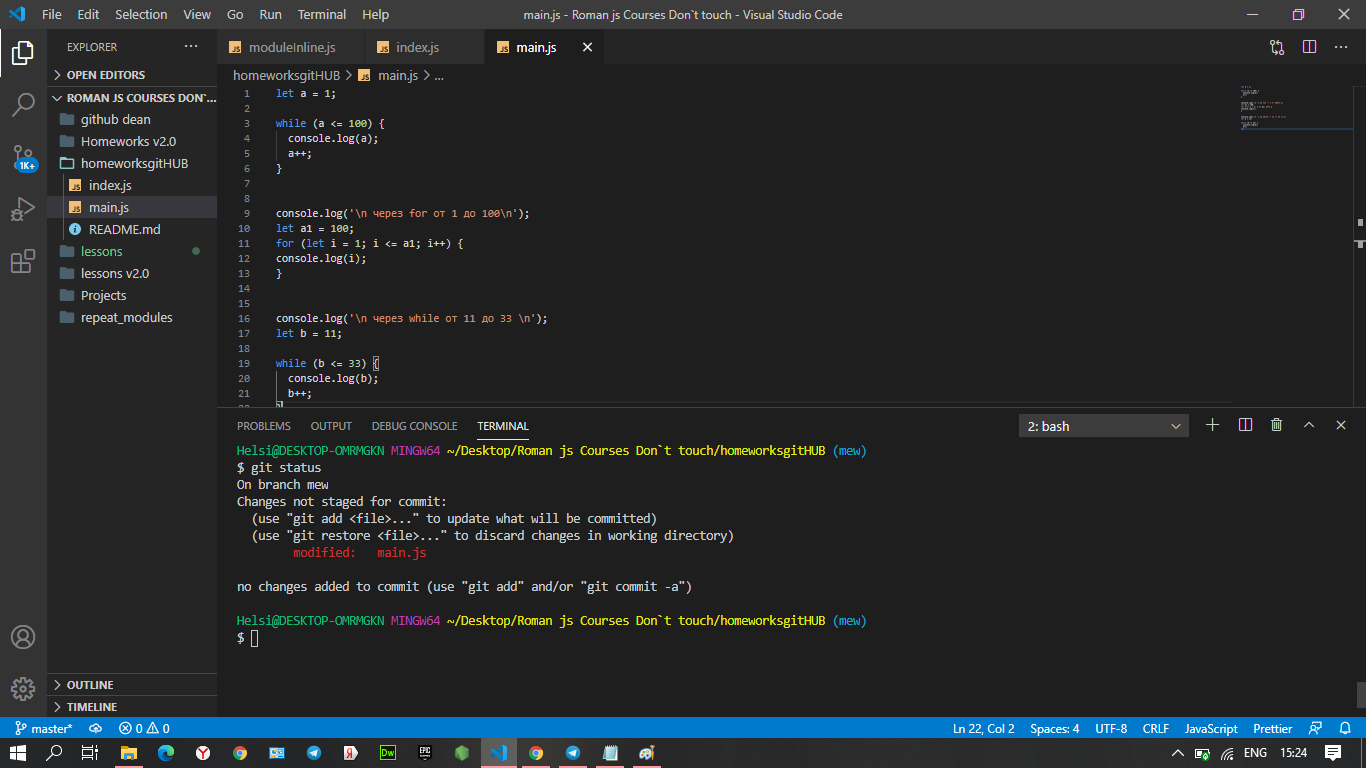 File Edit Selection View Go Run Terminal Help main.js - Roman js Courses Don`t touch - Visual Studio Code
EXPLORER
moduleInline.js index.js main.js
OPEN EDITORS
ROMAN JS COURSES DON`...
github dean
Homeworks v2.0
homeworksgitHUB
index.js
main.js
README.md
lessons
lessons v2.0
Projects
repeat_modules
OUTLINE
TIMELINE
1K+
homeworksgitHUB > main.js > ...
1 let a = 1;
2
3 while (a <= 100) {
4 console.log(a);
5 a++;
6 }
7
8
9 console.log('\n через for от 1 до 100\n');
10 let a1 = 100;
11 for (let i = 1; i <= a1; i++) {
12 console.log(i);
13 }
14
15
16 console.log('\n через while от 11 до 33 \n');
17 let b = 11;
18
19 while (b <= 33) {
20 console.log(b);
21 b++;
PROBLEMS OUTPUT DEBUG CONSOLE TERMINAL 2: bash
Helsi@DESKTOP-OMRMGKN MINGW64 ~/Desktop/Roman js Courses Don`t touch/homeworksgitHUB (mew)
$ git status
On branch mew
Changes not staged for commit:
(use "git add <file>..." to update what will be committed)
(use "git restore <file>..." to discard changes in working directory)
modified: main.js
no changes added to commit (use "git add" and/or "git commit -a")
Helsi@DESKTOP-OMRMGKN MINGW64 ~/Desktop/Roman js Courses Don`t touch/homeworksgitHUB (mew)
$
master* 0 0 Ln 22, Col 2 Spaces: 4 UTF-8 CRLF JavaScript Prettier
Я Dw EPIC ENG 15:24